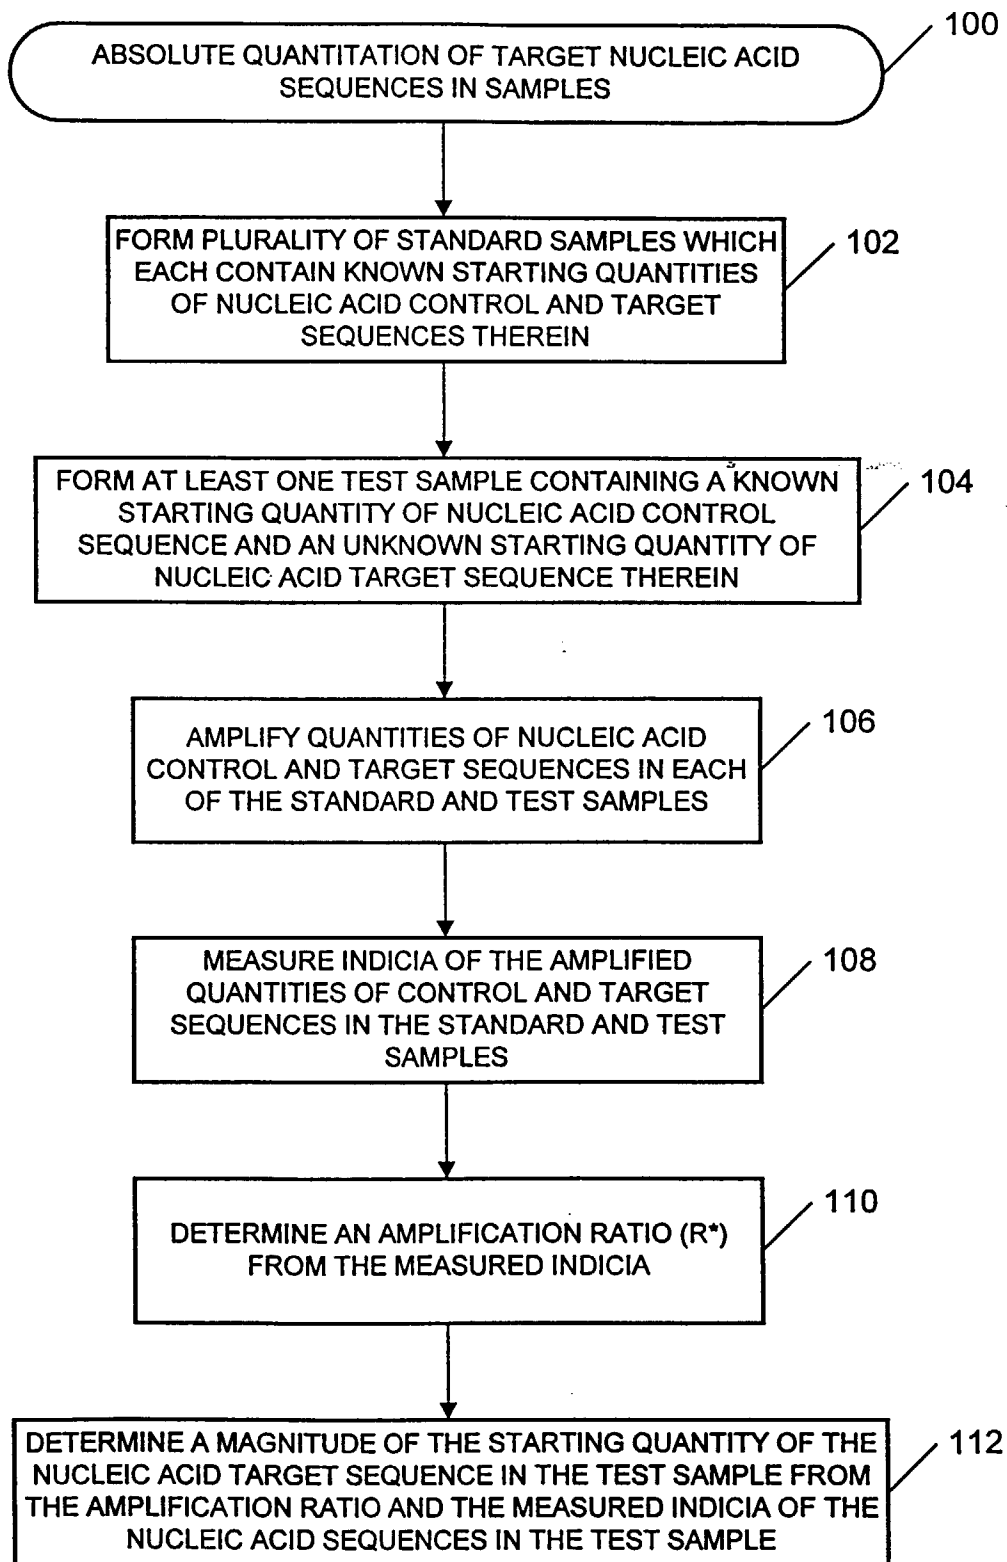 100
ABSOLUTE QUANTITATION OF TARGET NUCLEIC ACID
SEQUENCES IN SAMPLES
FORM PLURALITY OF STANDARD SAMPLES WHICH
EACH CONTAIN KNOWN STARTING QUANTITIES
OF NUCLEIC ACID CONTROL AND TARGET
SEQUENCES THEREIN
102
FORM AT LEAST ONE TEST SAMPLE CONTAINING A KNOWN
STARTING QUANTITY OF NUCLEIC ACID CONTROL
SEQUENCE AND AN UNKNOWN STARTING QUANTITY OF
NUCLEIC ACID TARGET SEQUENCE THEREIN
104
AMPLIFY QUANTITIES OF NUCLEIC ACID
CONTROL AND TARGET SEQUENCES IN EACH
OF THE STANDARD AND TEST SAMPLES
106
MEASURE INDICIA OF THE AMPLIFIED
QUANTITIES OF CONTROL AND TARGET
SEQUENCES IN THE STANDARD AND TEST
SAMPLES
108
DETERMINE AN AMPLIFICATION RATIO (R*)
FROM THE MEASURED INDICIA
110
DETERMINE A MAGNITUDE OF THE STARTING QUANTITY OF THE
NUCLEIC ACID TARGET SEQUENCE IN THE TEST SAMPLE FROM
THE AMPLIFICATION RATIO AND THE MEASURED INDICIA OF THE
NUCLEIC ACID SEQUENCES IN THE TEST SAMPLE
112